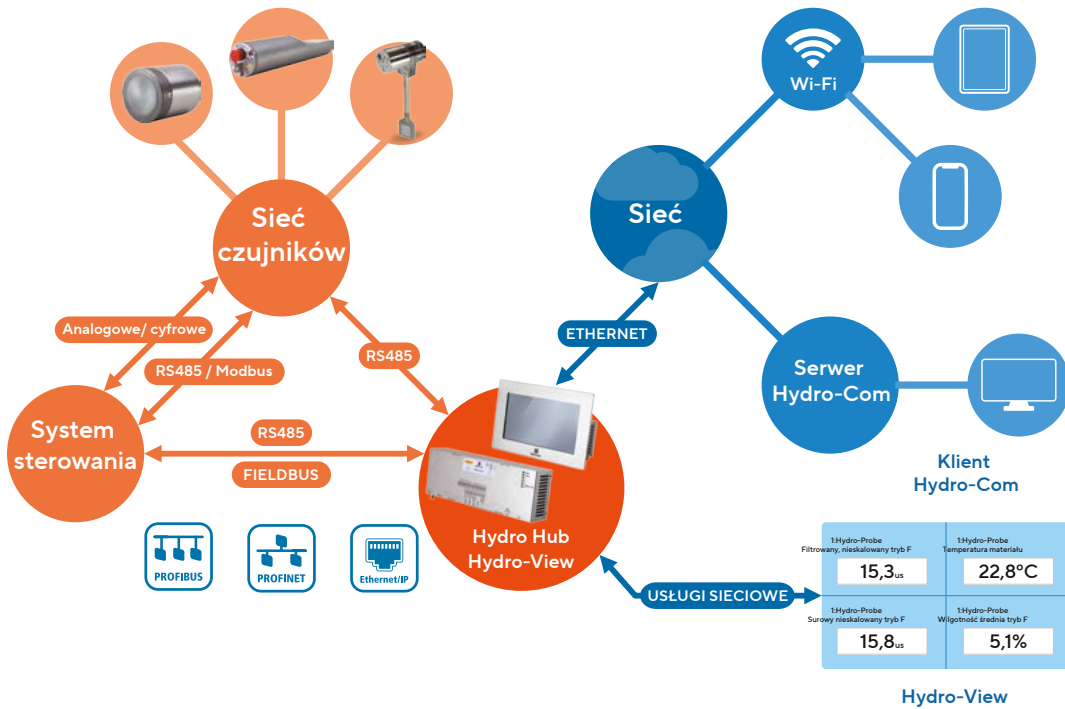 Wi-Fi
Sieć
czujników
Sieć
Analogowe/ cyfrowe
RS485 / Modbus
RS485
ETHERNET
System
sterowania
RS485
FIELDBUS
Serwer
Hydro-Com
Klient
Hydro-Com
Hydro Hub
Hydro-View
PROFIBUS
PROFINET
Ethernet/IP
USŁUGI SIECIOWE
1:Hydro-Probe
Filtrowany, nieskalowany tryb F
15,3us
1:Hydro-Probe
Temperatura materiału
22,8°C
1:Hydro-Probe
Surowy nieskalowany tryb F
15,8us
1:Hydro-Probe
Wilgotność średnia tryb F
5,1%
Hydro-View